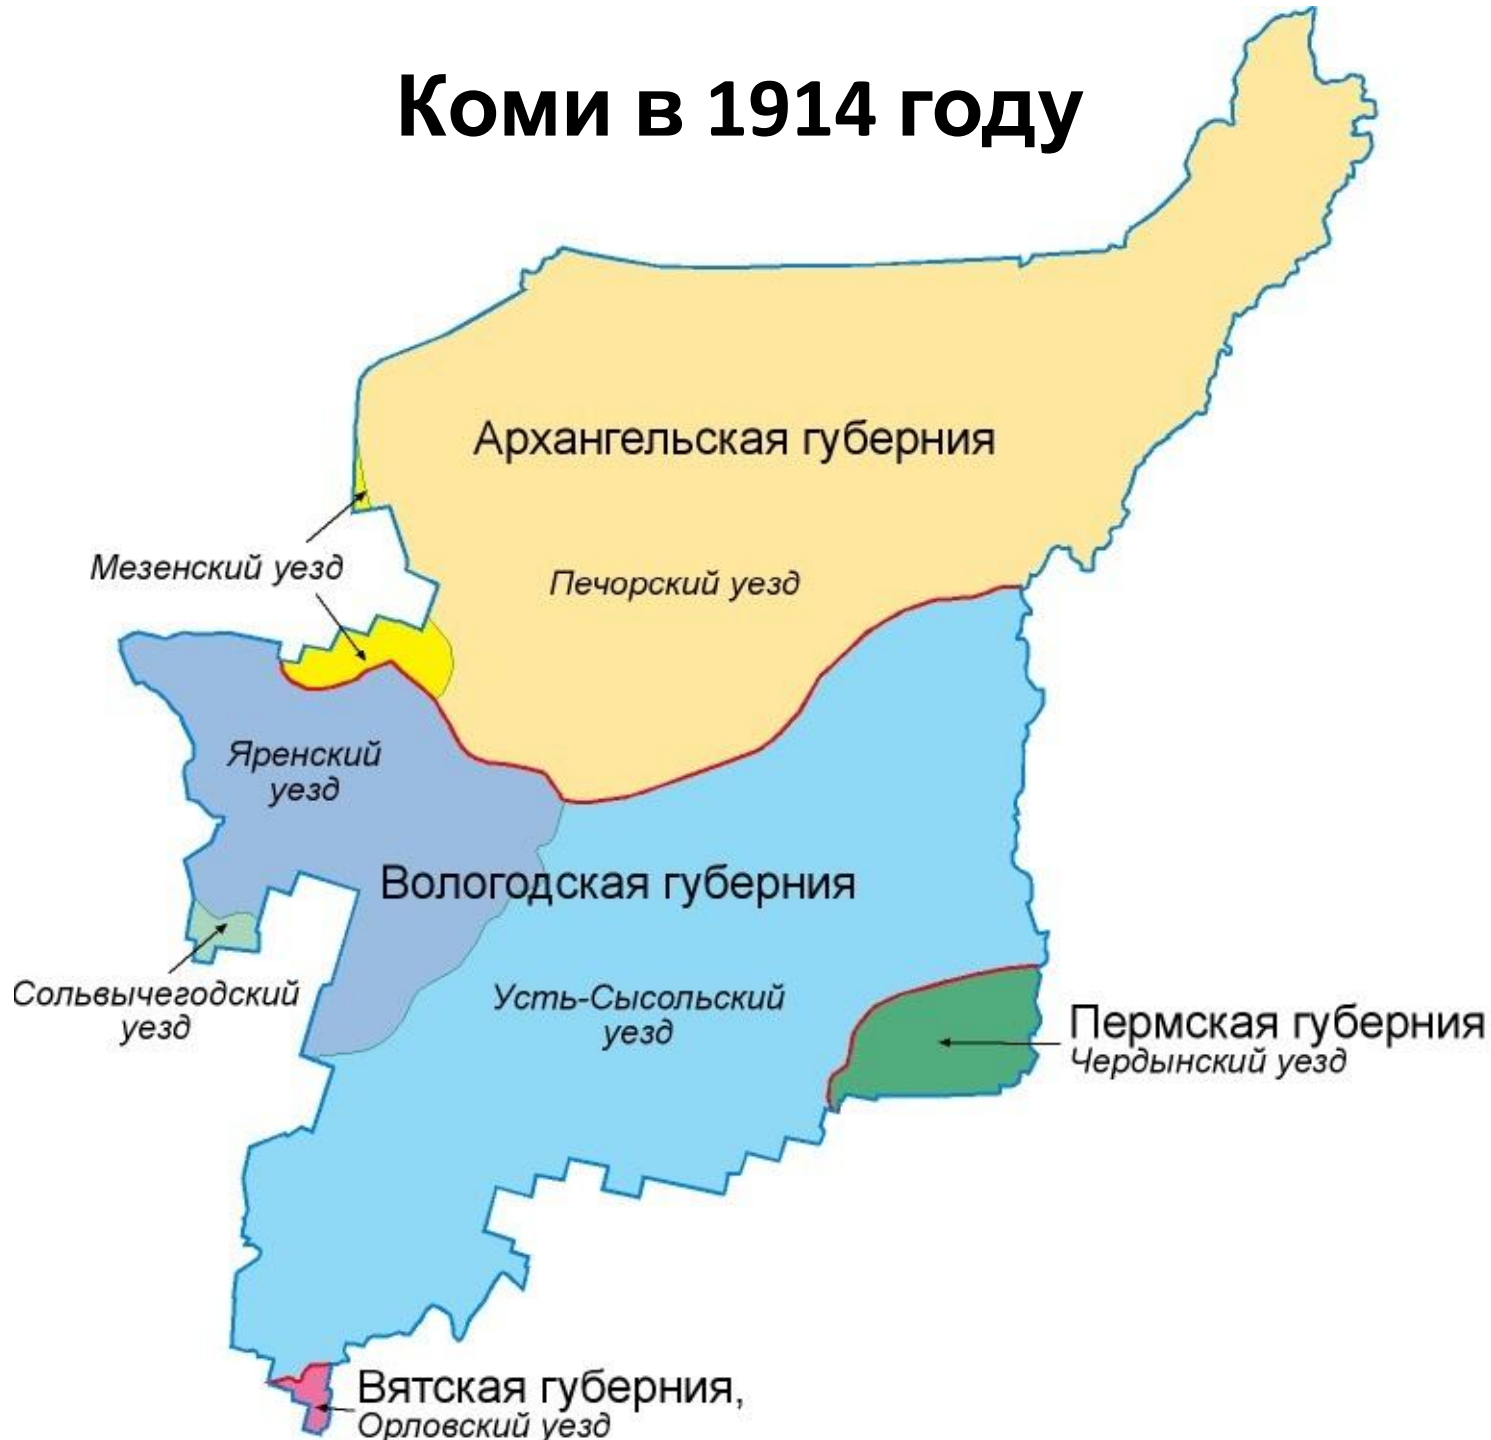 Коми в 1914 году
Архангельская губерния
Мезенский уезд
Печорский уезд
Яренский
уезд
Вологодская губерния
Сольвычегодский
уезд
Усть-Сысольский
уезд
Пермская губерния
Чердынский уезд
Вятская губерния,
Орловский уезд